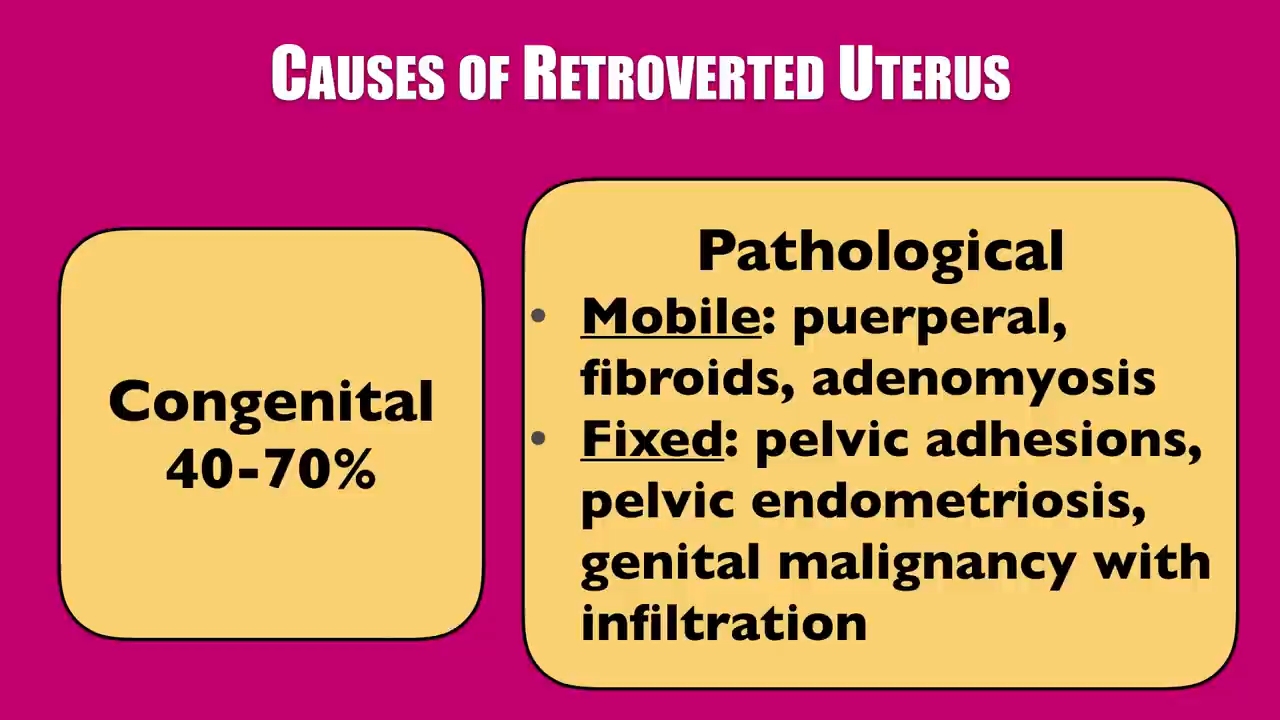 CAUSES OF RETROVERTED UTERUS
Congenital
40-70%
Pathological
• Mobile: puerperal,
fibroids, adenomyosis
• Fixed: pelvic adhesions,
pelvic endometriosis,
genital malignancy with
infiltration